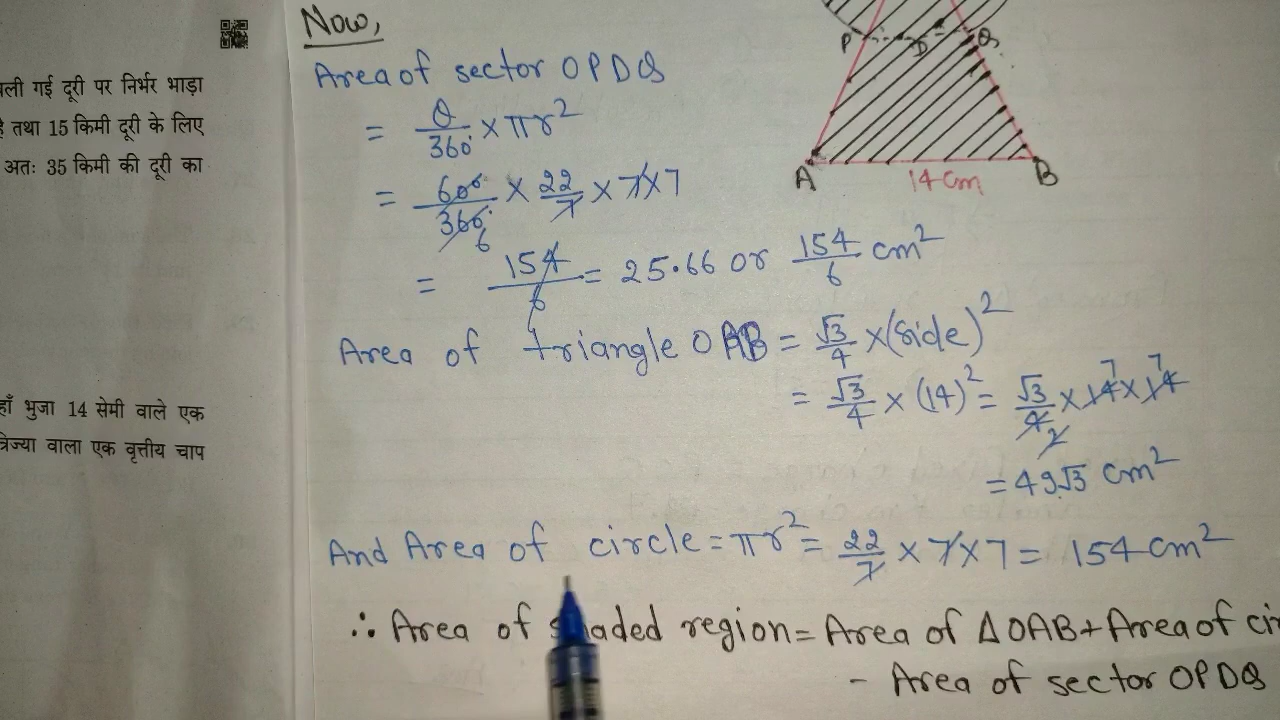 ली गई दूरी पर निर्भर भाड़ा
है तथा 15 किमी दूरी के लिए
अतः 35 किमी की दूरी का
हाँ भुजा 14 सेमी वाले एक
त्रिज्या वाला एक वृत्तीय चाप
Now,
Area of sector OPDQ
= θ/360° × πr²
= 60°/360° × 22/7 × 7 × 7
6
= 154/6 = 25.66 or 154/6 cm²
Area of triangle OAB = √3/4 × (side)²
= √3/4 × (14)² = √3/4 × 14 × 14
7 7
2
= 49√3 cm²
And Area of circle = πr² = 22/7 × 7 × 7 = 154 cm²
∴ Area of shaded region = Area of ΔOAB + Area of ci
- Area of sector OPDQ
P D Q
A B
14 cm